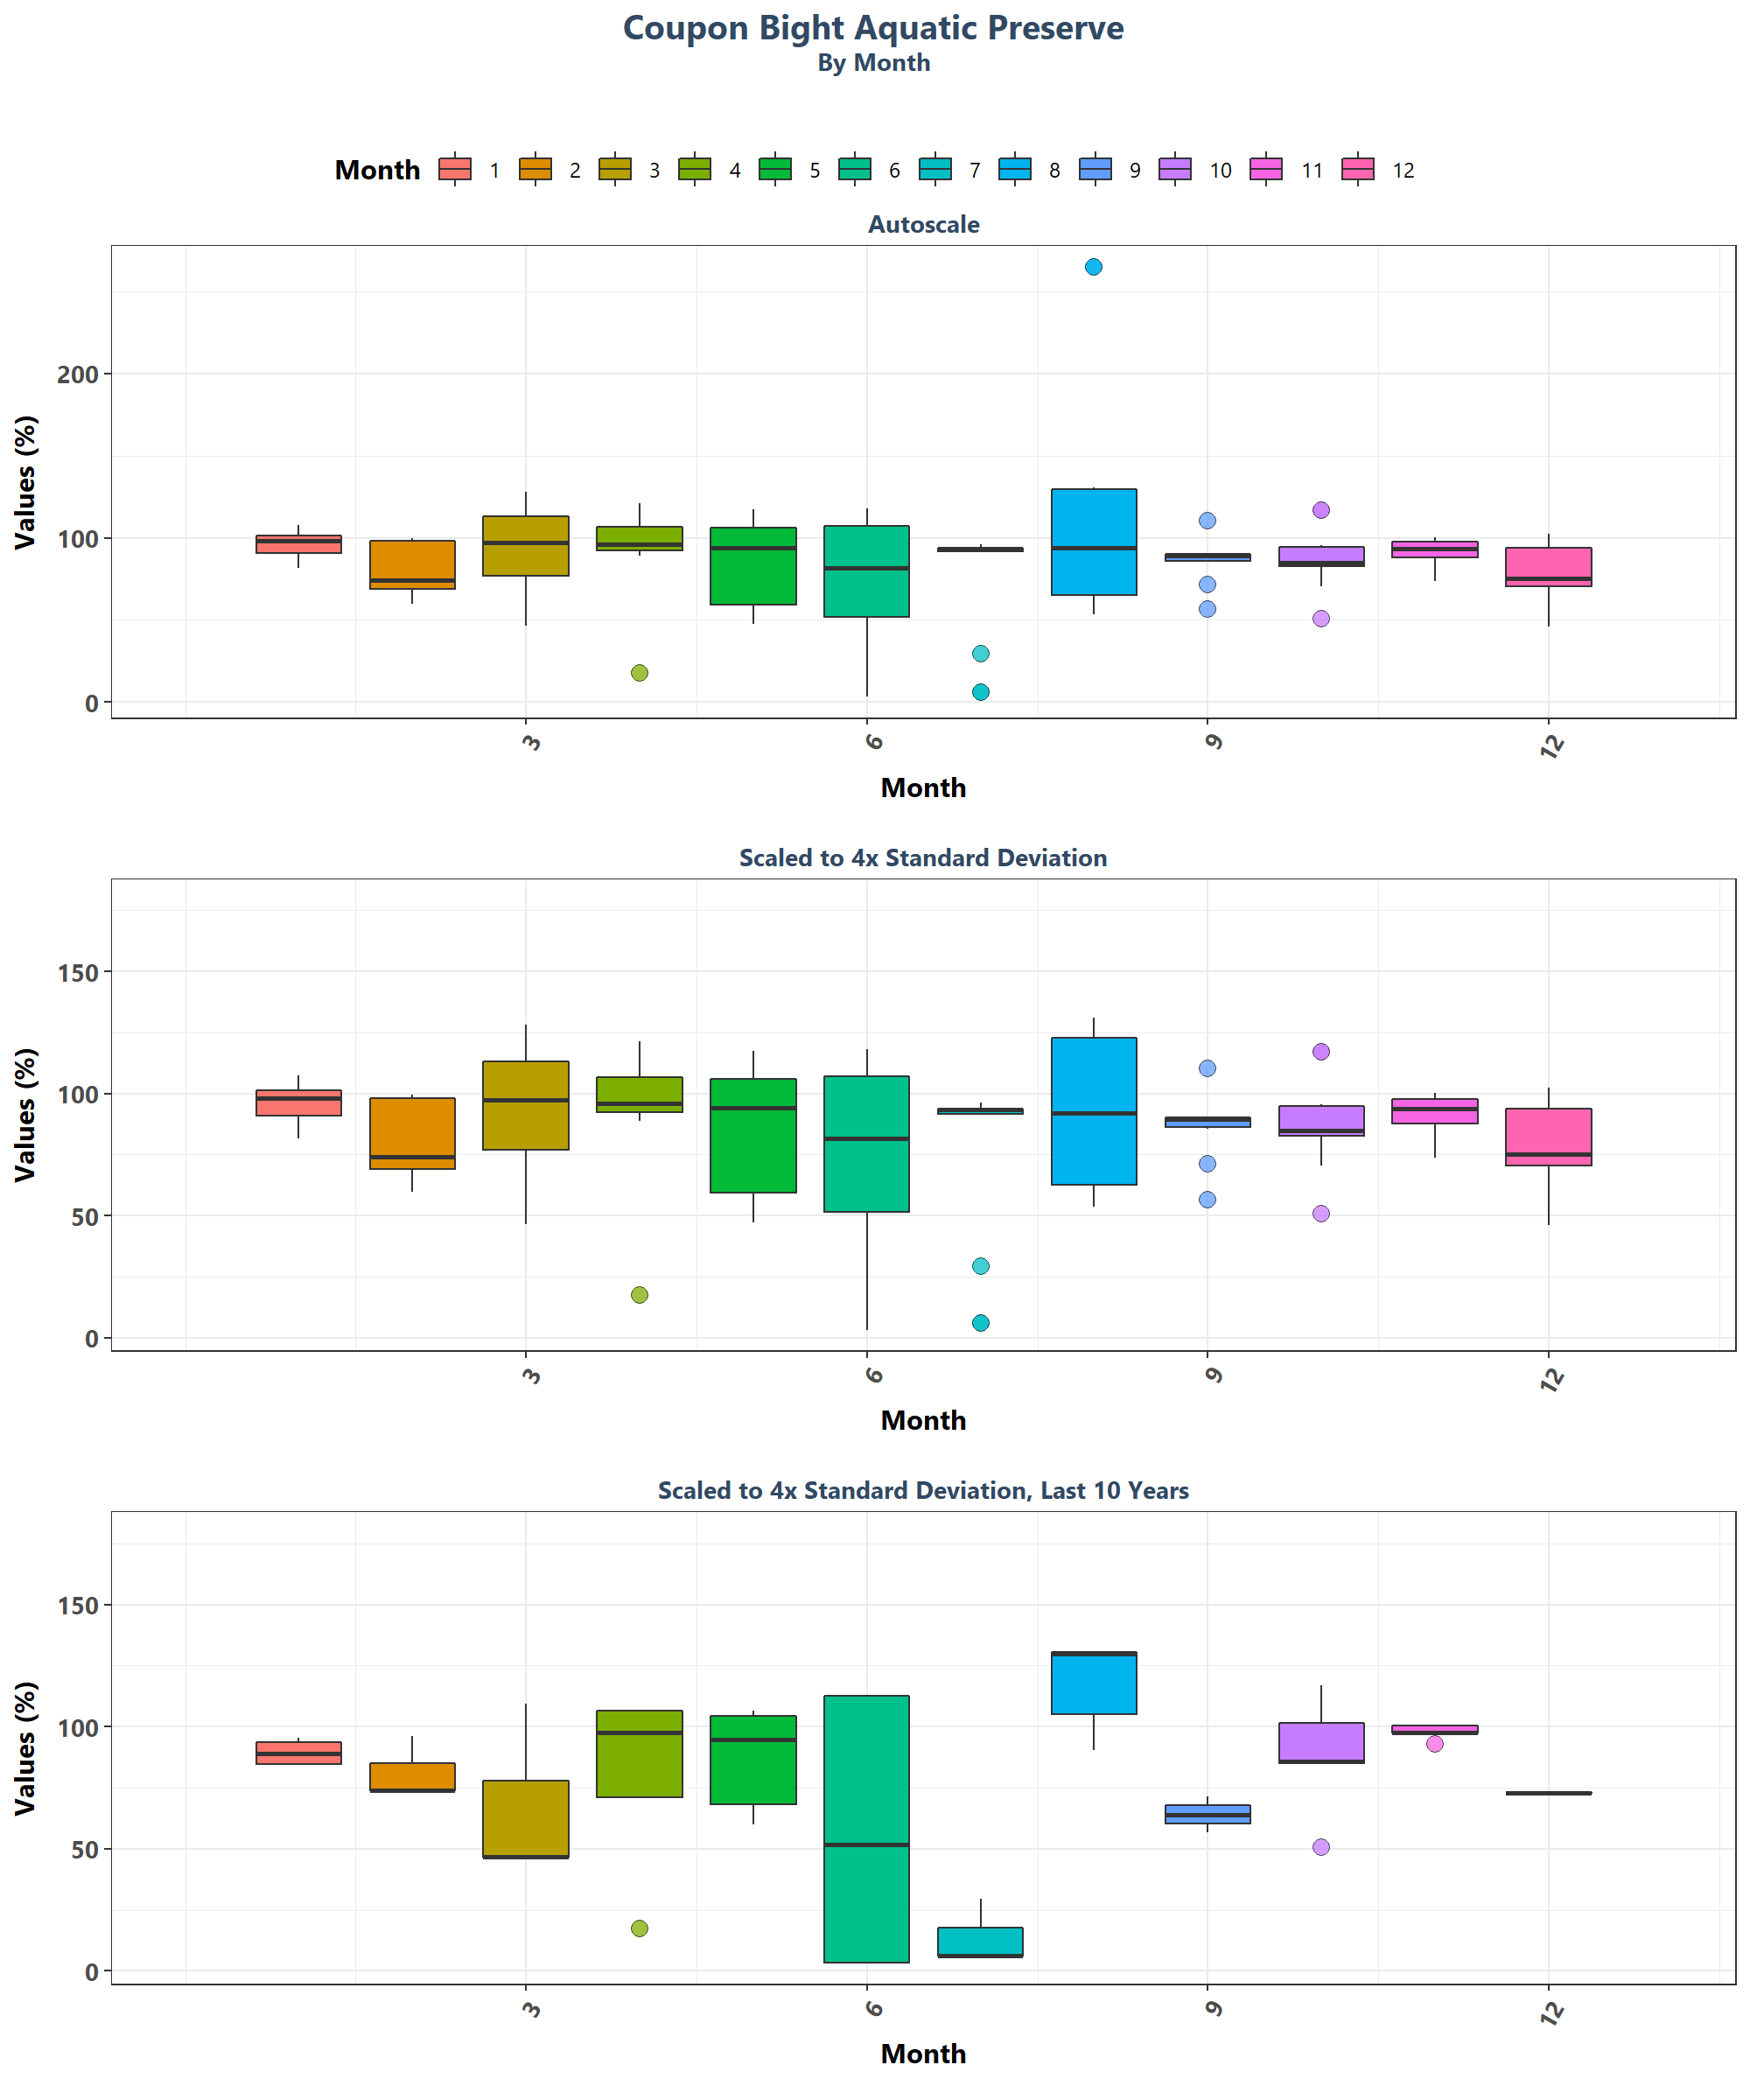 Coupon Bight Aquatic Preserve
By Month
Month 1 2 3 4 5 6 7 8 9 10 11 12
Autoscale
Values (%)
200
100
0
3 6 9 12
Month
Scaled to 4x Standard Deviation
Values (%)
150
100
50
0
3 6 9 12
Month
Scaled to 4x Standard Deviation, Last 10 Years
Values (%)
150
100
50
0
3 6 9 12
Month